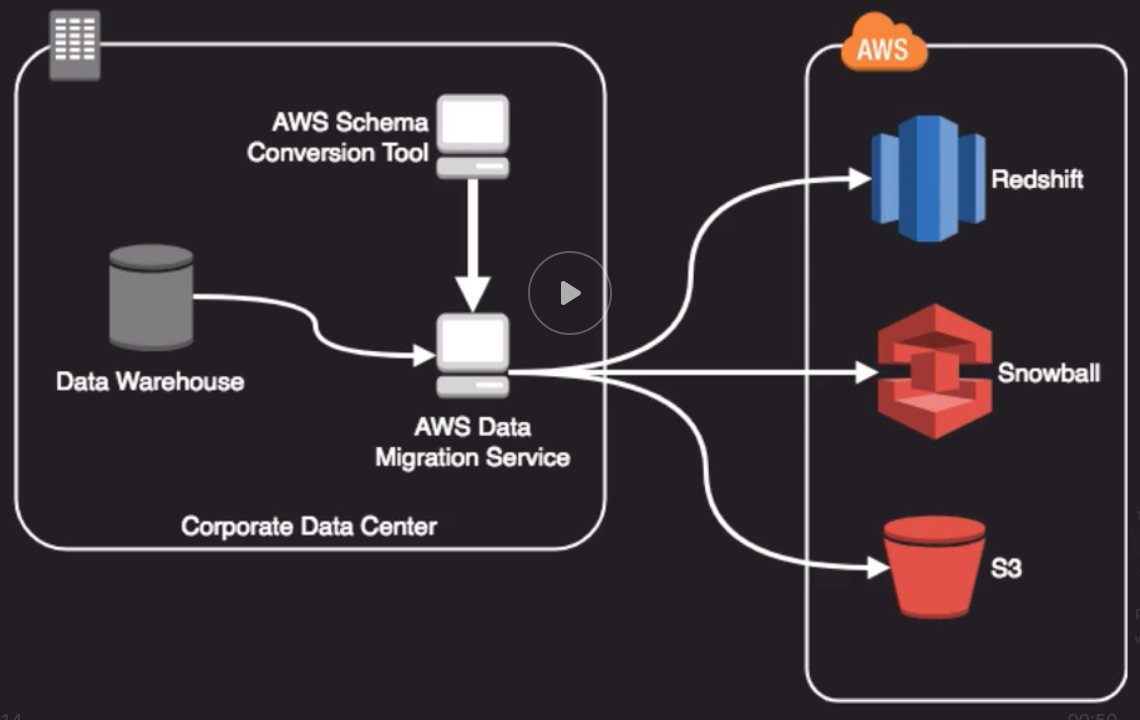 AWS
AWS Schema
Conversion Tool
Redshift
Data Warehouse
Snowball
AWS Data
Migration Service
Corporate Data Center
S3